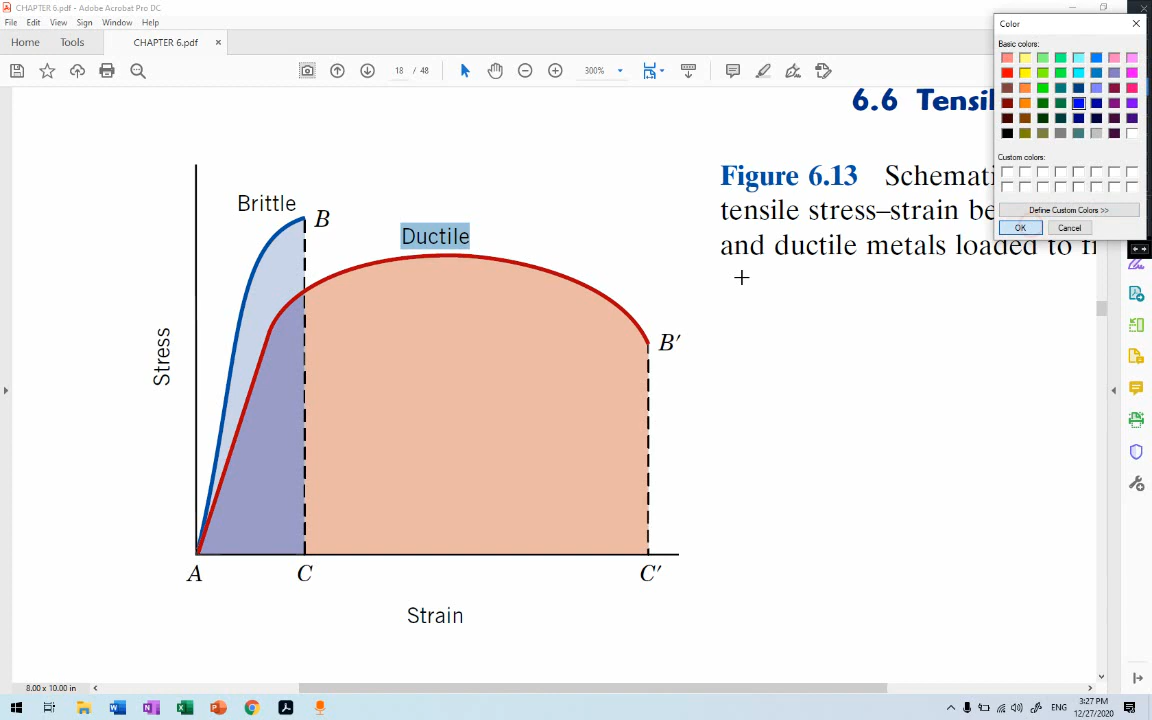 CHAPTER 6.pdf - Adobe Acrobat Pro DC
File Edit View Sign Window Help
Home Tools CHAPTER 6.pdf ×
18 / 48 300%
6.6 Tensil
Figure 6.13 Schemati
tensile stress–strain be
and ductile metals loaded to f
Brittle
B
Ductile
B′
Stress
A C C′
Strain
Color
Basic colors:
Custom colors:
Define Custom Colors >>
OK Cancel
8.00 x 10.00 in
ENG
3:27 PM
12/27/2020